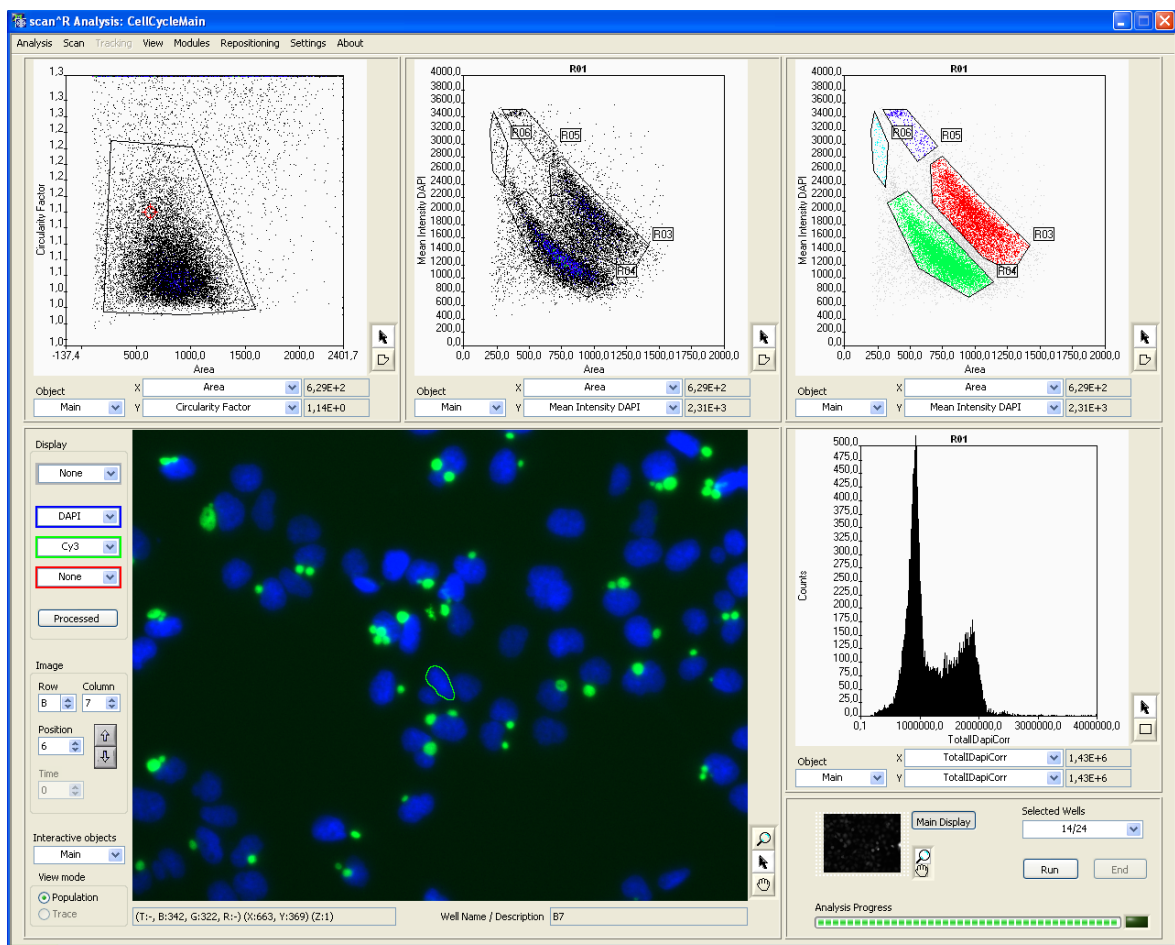 scan^R Analysis: CellCycleMain
Analysis Scan Tracking View Modules Repositioning Settings About
1,3
1,3
1,3
1,2
1,2
1,2
1,2
1,2
1,1
1,1
1,1
1,1
1,1
1,0
1,0
1,0
Circularity Factor
-137,4 500,0 1000,0 1500,0 2000,0 2401,7
Area
Object X Area 6,29E+2
Main Y Circularity Factor 1,14E+0
R01
4000,0
3800,0
3600,0
3400,0
3200,0
3000,0
2800,0
2600,0
2400,0
2200,0
2000,0
1800,0
1600,0
1400,0
1200,0
1000,0
800,0
600,0
400,0
200,0
0,0
Mean Intensity DAPI
R06
R05
R03
R04
0,0 250,0 500,0 750,0 1000,0 1250,0 1500,0 1750,0 2000,0
Area
Object X Area 6,29E+2
Main Y Mean Intensity DAPI 2,31E+3
R01
4000,0
3800,0
3600,0
3400,0
3200,0
3000,0
2800,0
2600,0
2400,0
2200,0
2000,0
1800,0
1600,0
1400,0
1200,0
1000,0
800,0
600,0
400,0
200,0
0,0
Mean Intensity DAPI
R06
R05
R03
R04
0,0 250,0 500,0 750,0 1000,0 1250,0 1500,0 1750,0 2000,0
Area
Object X Area 6,29E+2
Main Y Mean Intensity DAPI 2,31E+3
Display
None
DAPI
Cy3
None
Processed
Image
Row Column
B 7
Position
6
Time
0
Interactive objects
Main
View mode
Population
Trace
(T:-, B:342, G:322, R:-) (X:663, Y:369) (Z:1)
Well Name / Description B7
R01
500,0
475,0
450,0
425,0
400,0
375,0
350,0
325,0
300,0
275,0
250,0
225,0
200,0
175,0
150,0
125,0
100,0
75,0
50,0
25,0
0,0
Counts
0,1 1000000,0 2000000,0 3000000,0 4000000,0
TotalIDapiCorr
Object X TotalIDapiCorr 1,43E+6
Main Y TotalIDapiCorr 1,43E+6
Main Display
Selected Wells
14/24
Run End
Analysis Progress